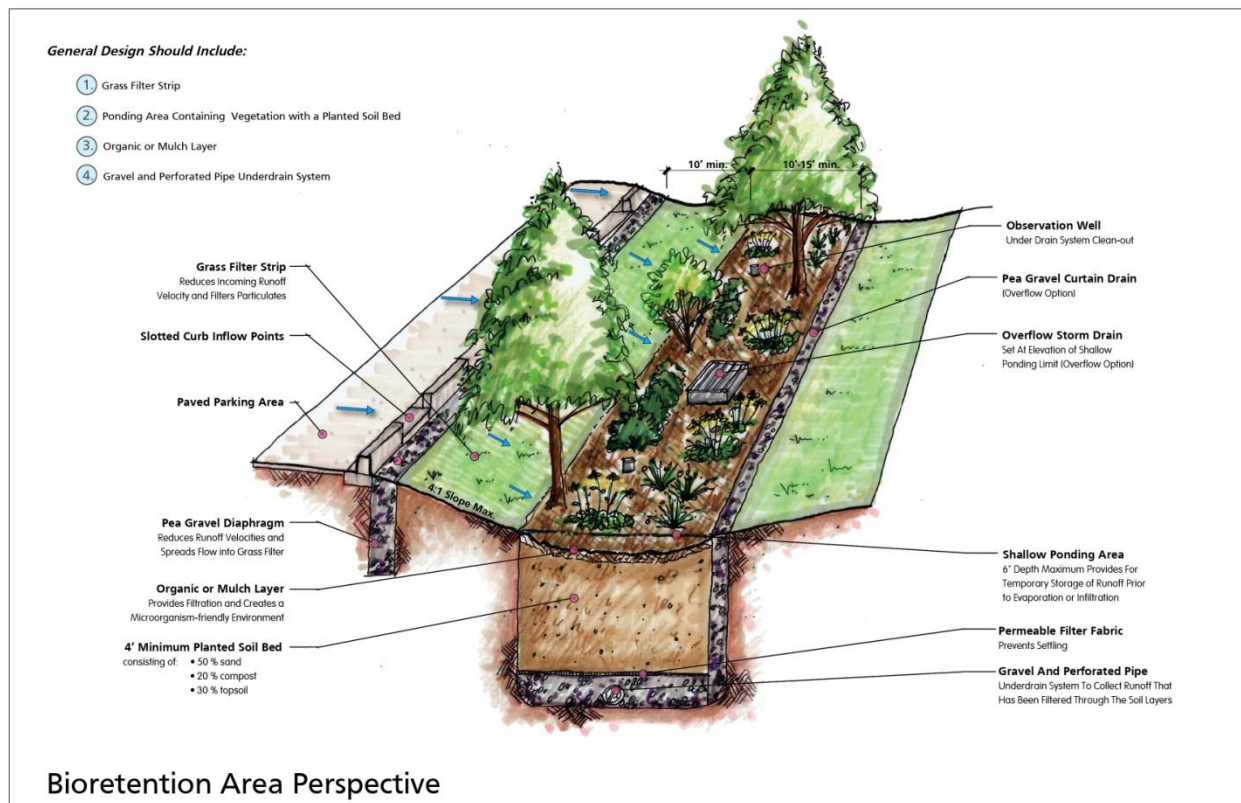 General Design Should Include:
1. Grass Filter Strip
2. Ponding Area Containing Vegetation with a Planted Soil Bed
3. Organic or Mulch Layer
4. Gravel and Perforated Pipe Underdrain System
10' min.
10'-15' min.
Grass Filter Strip
Reduces Incoming Runoff
Velocity and Filters Particulates
Slotted Curb Inflow Points
Paved Parking Area
4:1 Slope Max.
Pea Gravel Diaphragm
Reduces Runoff Velocities and
Spreads Flow into Grass Filter
Organic or Mulch Layer
Provides Filtration and Creates a
Microorganism-friendly Environment
4' Minimum Planted Soil Bed
consisting of: • 50 % sand
• 20 % compost
• 30 % topsoil
Observation Well
Under Drain System Clean-out
Pea Gravel Curtain Drain
(Overflow Option)
Overflow Storm Drain
Set At Elevation of Shallow
Ponding Limit (Overflow Option)
Shallow Ponding Area
6" Depth Maximum Provides For
Temporary Storage of Runoff Prior
to Evaporation or Infiltration
Permeable Filter Fabric
Prevents Settling
Gravel And Perforated Pipe
Underdrain System To Collect Runoff That
Has Been Filtered Through The Soil Layers
Bioretention Area Perspective